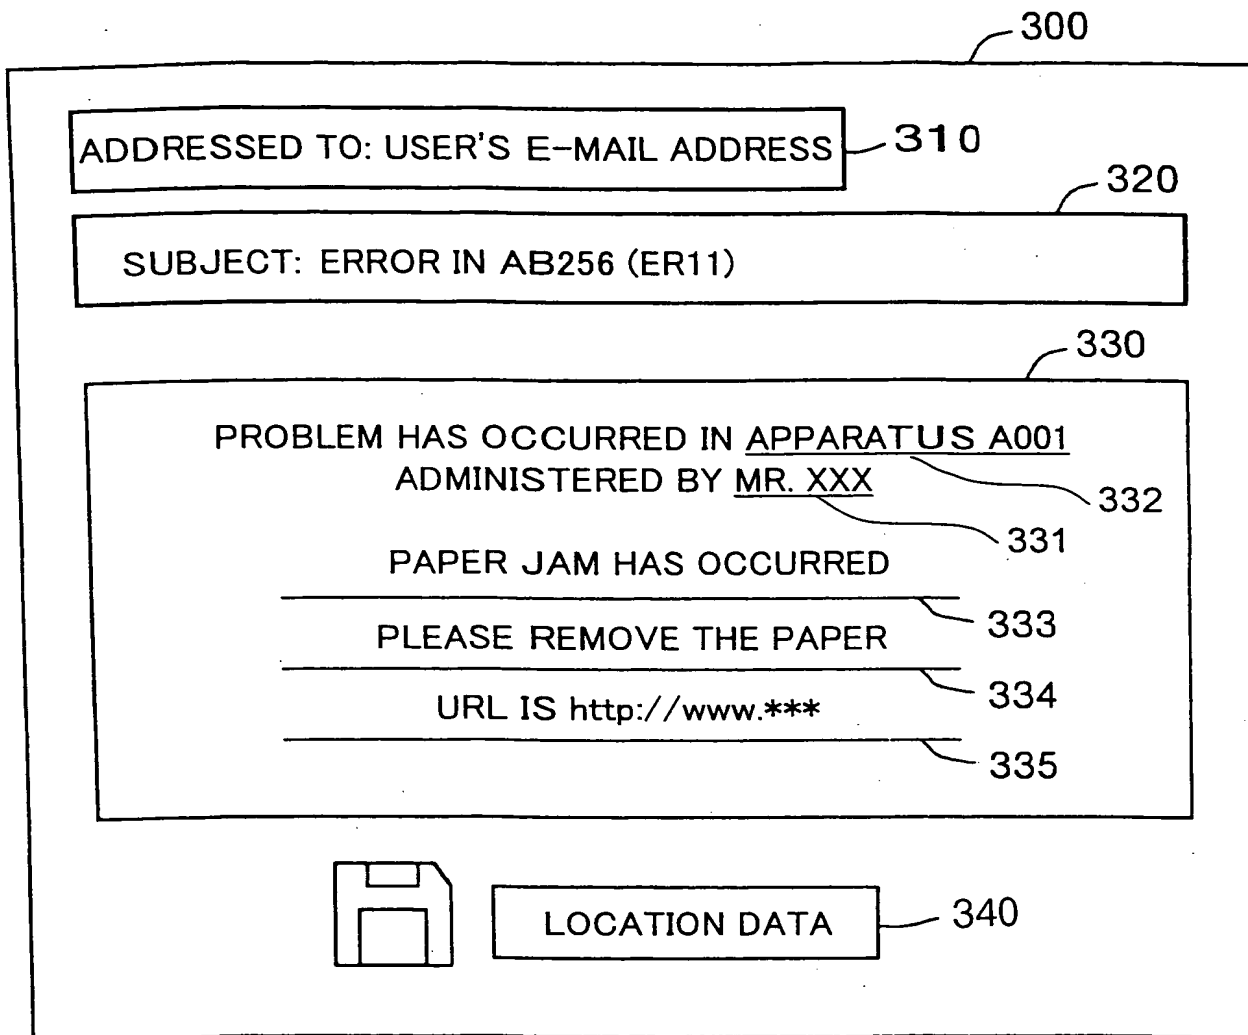 300
ADDRESSED TO: USER'S E-MAIL ADDRESS
310
320
SUBJECT: ERROR IN AB256 (ER11)
330
PROBLEM HAS OCCURRED IN APPARATUS A001
ADMINISTERED BY MR. XXX
332
331
PAPER JAM HAS OCCURRED
333
PLEASE REMOVE THE PAPER
334
URL IS http://www.***
335
LOCATION DATA
340